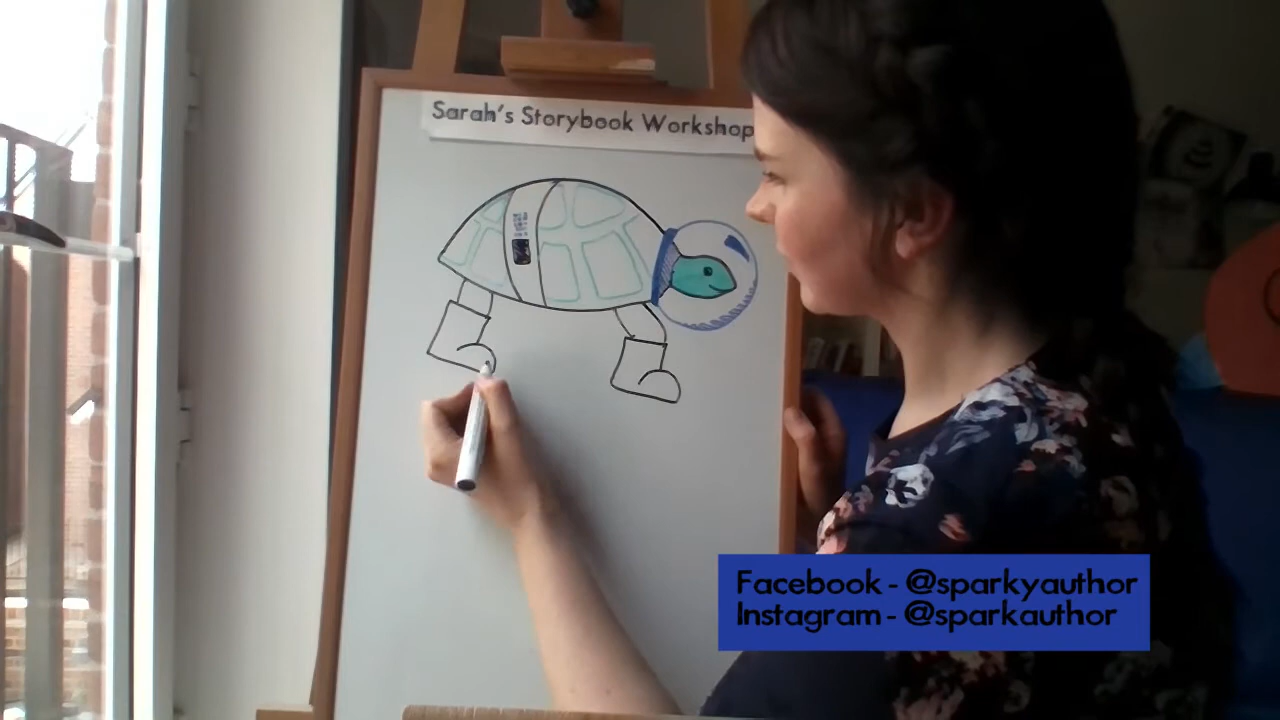 Sarah's Storybook Workshop
Facebook - @sparkyauthor
Instagram - @sparkauthor